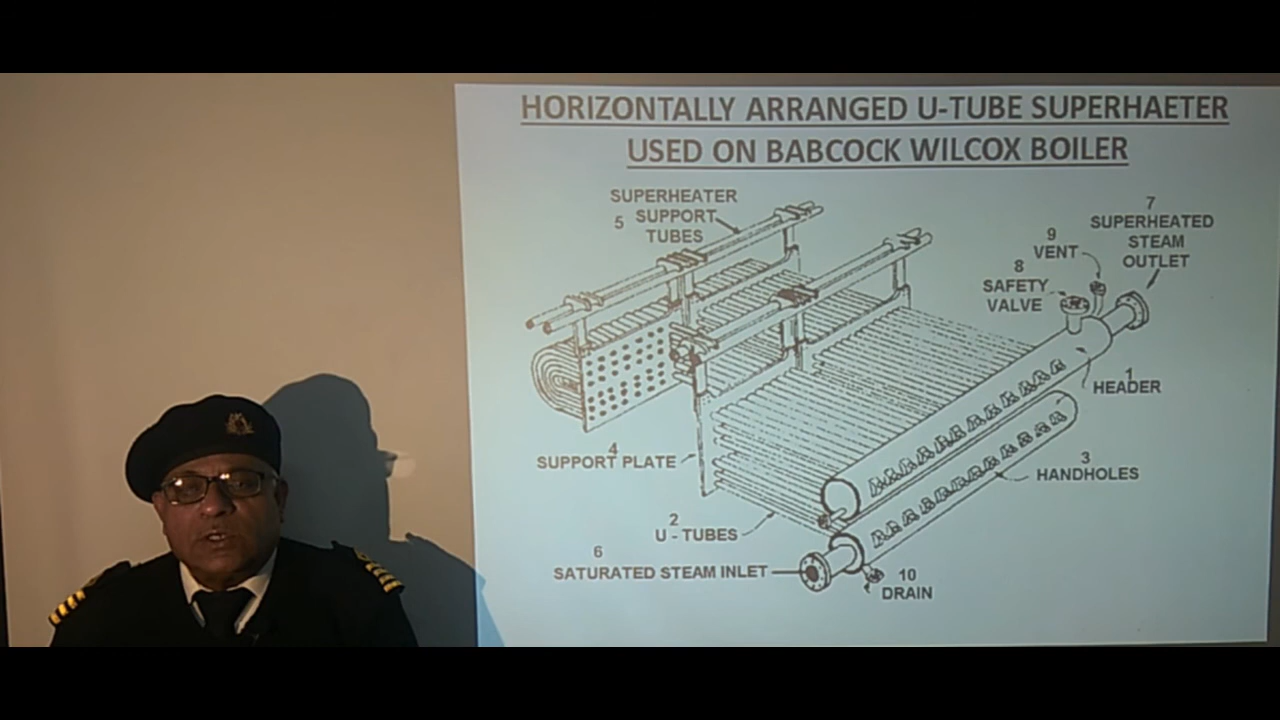 HORIZONTALLY ARRANGED U-TUBE SUPERHAETER
USED ON BABCOCK WILCOX BOILER
SUPERHEATER
5 SUPPORT
TUBES
7
SUPERHEATED
STEAM
OUTLET
9
VENT
8
SAFETY
VALVE
1
HEADER
4
SUPPORT PLATE
3
HANDHOLES
2
U - TUBES
6
SATURATED STEAM INLET
10
DRAIN